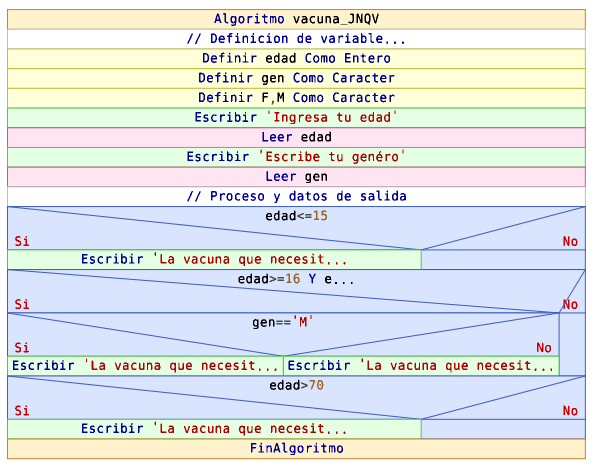 Algoritmo vacuna_JNQV
// Definicion de variable...
Definir edad Como Entero
Definir gen Como Caracter
Definir F,M Como Caracter
Escribir 'Ingresa tu edad'
Leer edad
Escribir 'Escribe tu genéro'
Leer gen
// Proceso y datos de salida
edad<=15
Si No
Escribir 'La vacuna que necesit...
edad>=16 Y e...
Si No
gen=='M'
Si No
Escribir 'La vacuna que necesit... Escribir 'La vacuna que necesit...
edad>70
Si No
Escribir 'La vacuna que necesit...
FinAlgoritmo